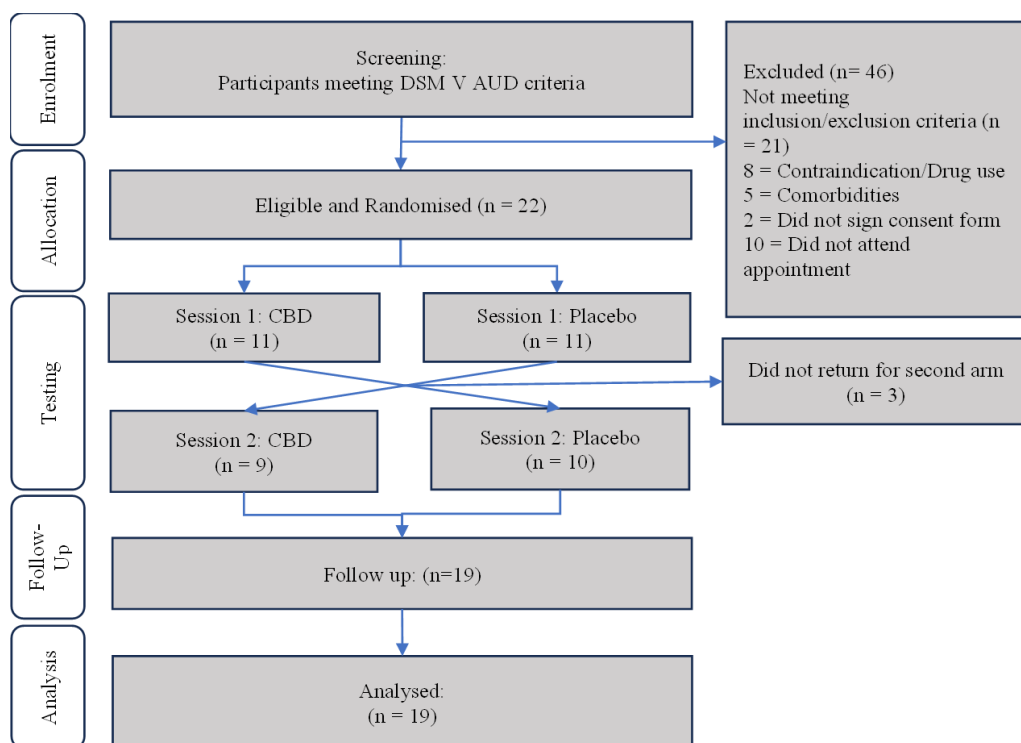 Enrolment
Screening:
Participants meeting DSM V AUD criteria
Excluded (n= 46)
Not meeting
inclusion/exclusion criteria (n
= 21)
8 = Contraindication/Drug use
5 = Comorbidities
2 = Did not sign consent form
10 = Did not attend
appointment
Allocation
Eligible and Randomised (n = 22)
Testing
Session 1: CBD
(n = 11)
Session 1: Placebo
(n = 11)
Did not return for second arm
(n = 3)
Session 2: CBD
(n = 9)
Session 2: Placebo
(n = 10)
Follow-
Up
Follow up: (n=19)
Analysis
Analysed:
(n = 19)